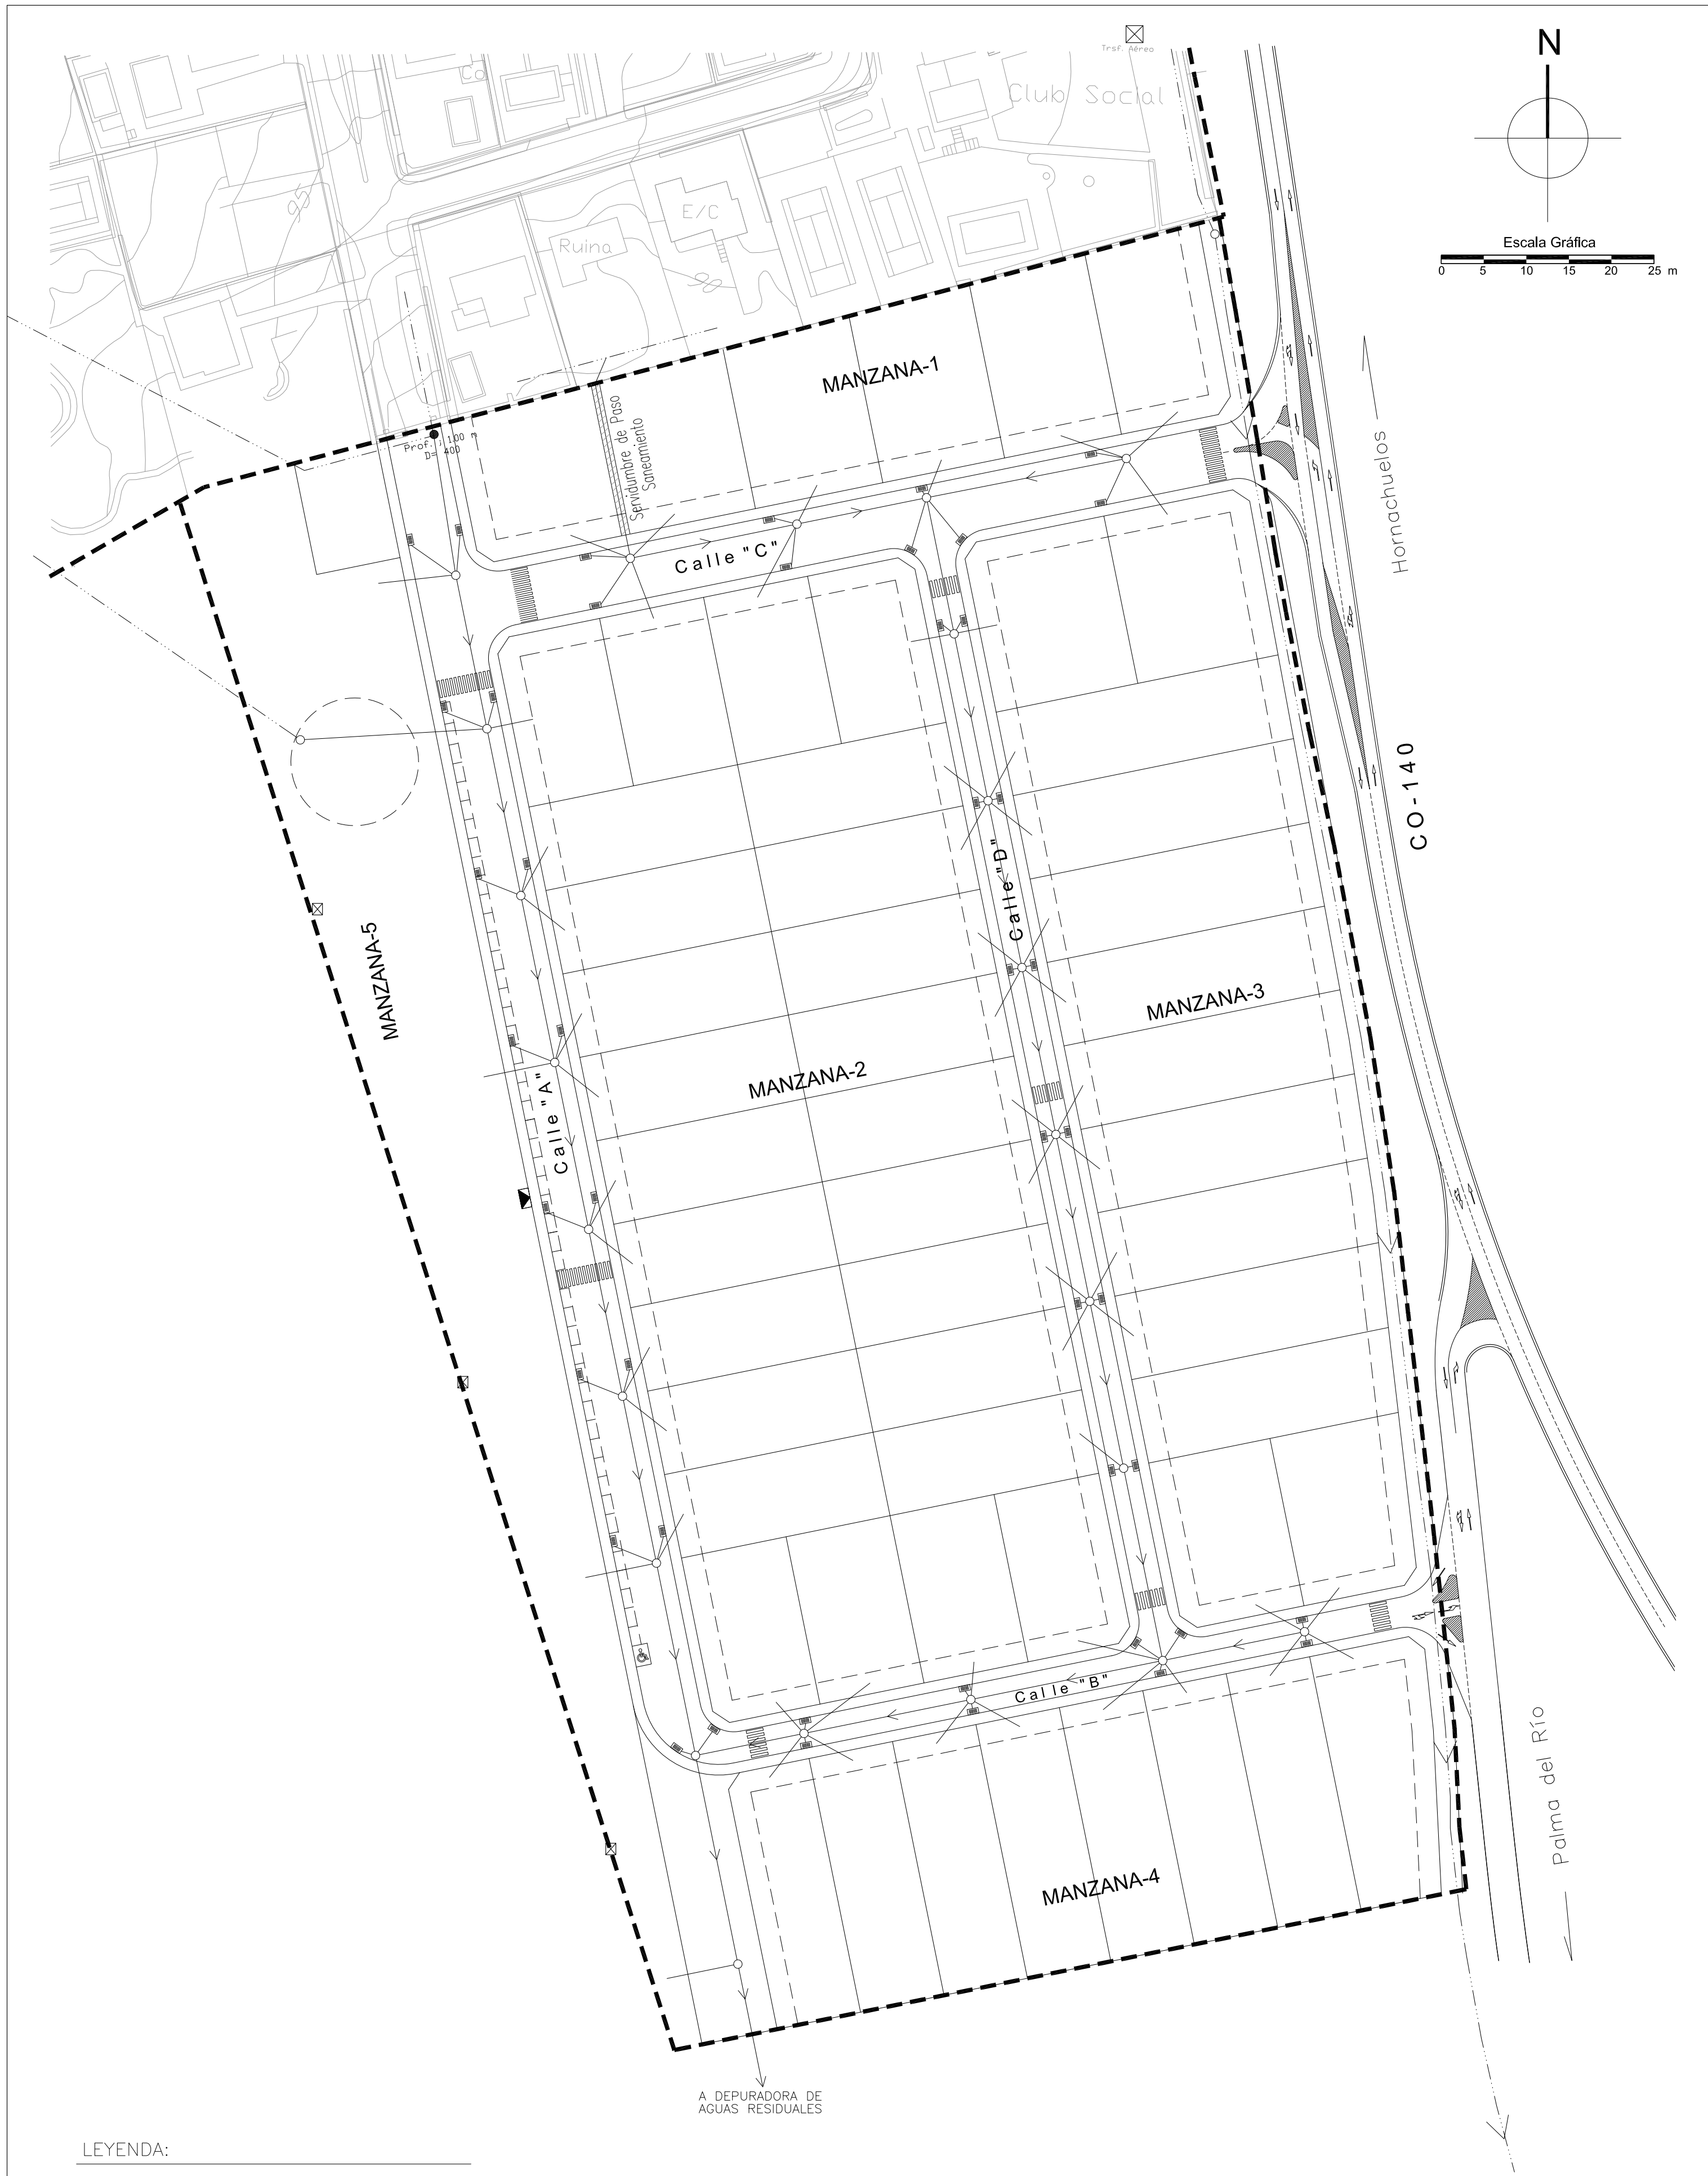 Trsf. Aéreo
N
Co
Club Social
E/C
Ruina
Escala Gráfica
0 5 10 15 20 25 m
MANZANA-1
Servidumbre de Paso
Saneamiento
D= 400
Hornachuelos
Calle "C"
CO-140
Calle "D"
MANZANA-5
MANZANA-3
MANZANA-2
Calle "A"
Calle "B"
Palma del Río
MANZANA-4
A DEPURADORA DE
AGUAS RESIDUALES
LEYENDA: